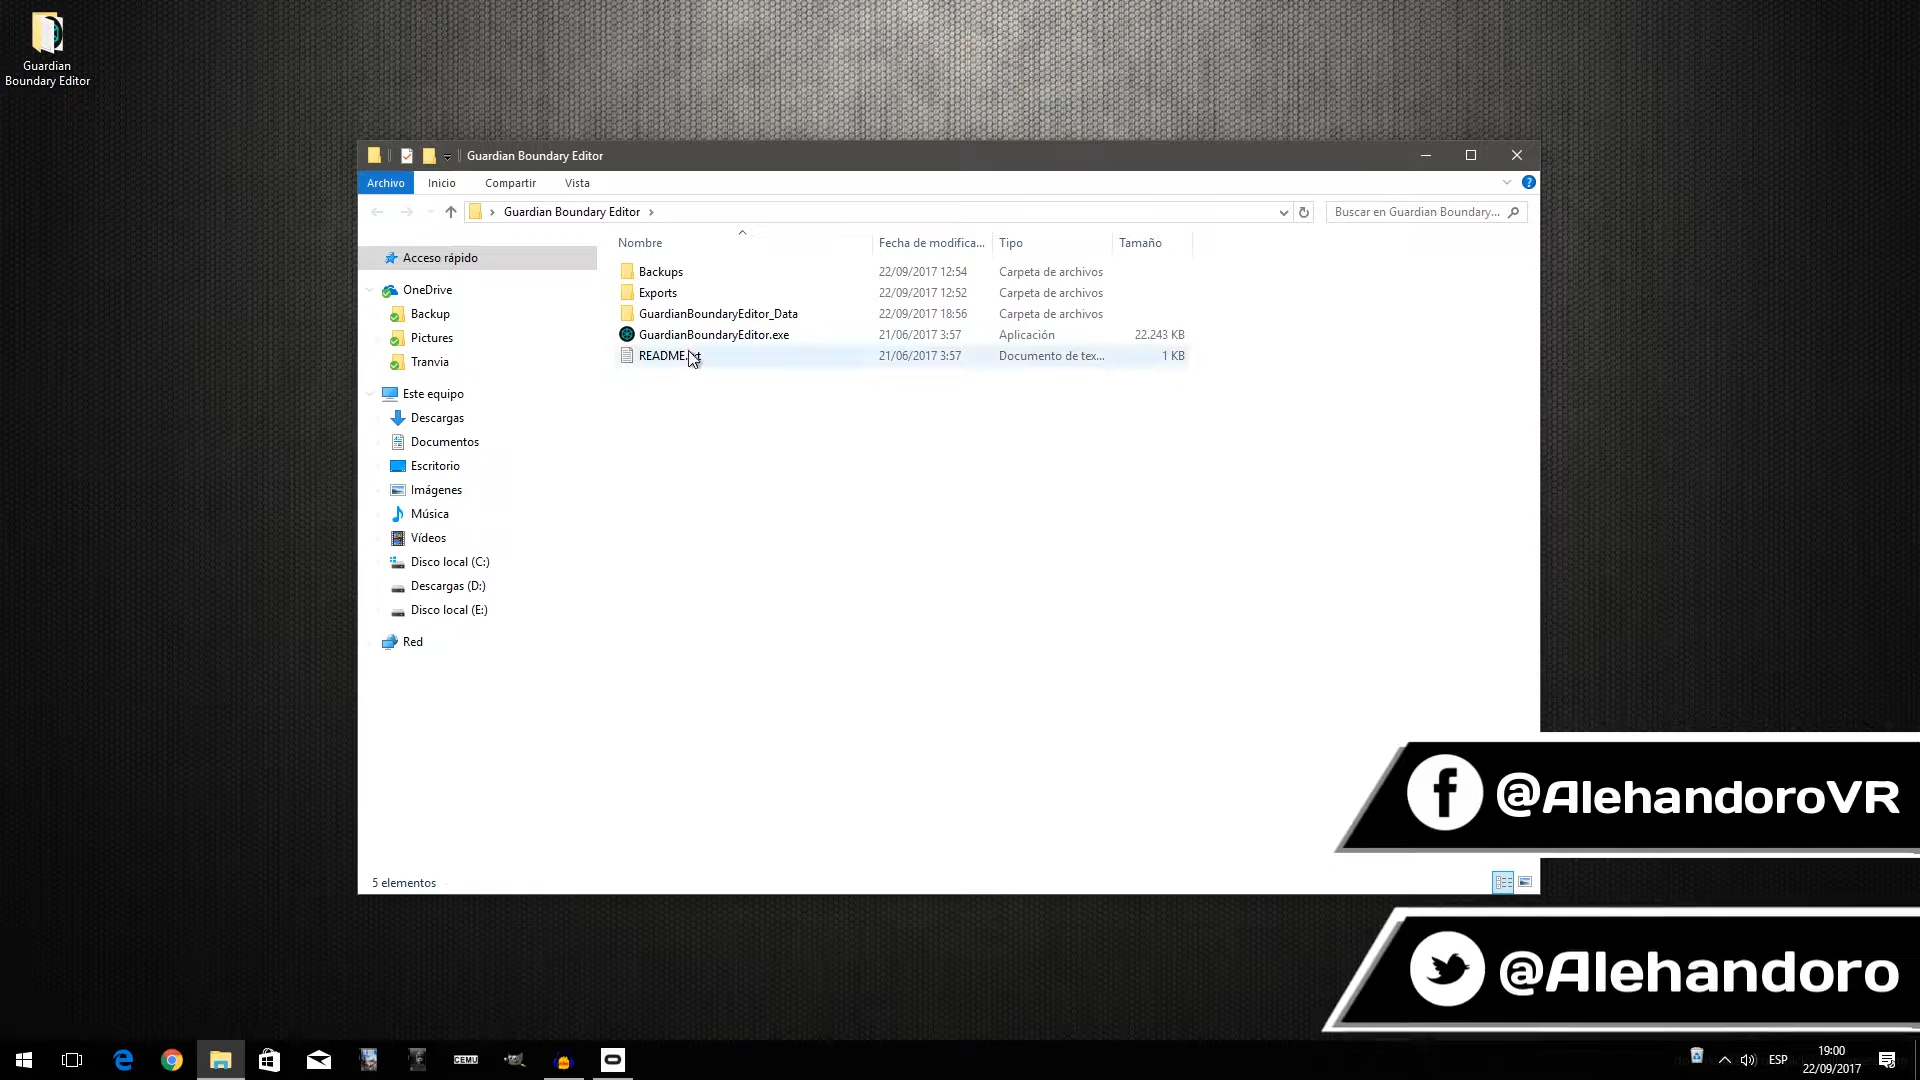 Guardian
Boundary Editor
Guardian Boundary Editor
Archivo Inicio Compartir Vista
Guardian Boundary Editor
Buscar en Guardian Boundary...
Nombre Fecha de modifica... Tipo Tamaño
Acceso rápido
OneDrive
Backup
Pictures
Tranvia
Este equipo
Descargas
Documentos
Escritorio
Imágenes
Música
Vídeos
Disco local (C:)
Descargas (D:)
Disco local (E:)
Red
Backups 22/09/2017 12:54 Carpeta de archivos
Exports 22/09/2017 12:52 Carpeta de archivos
GuardianBoundaryEditor_Data 22/09/2017 18:56 Carpeta de archivos
GuardianBoundaryEditor.exe 21/06/2017 3:57 Aplicación 22.243 KB
README.txt 21/06/2017 3:57 Documento de tex... 1 KB
5 elementos
@AlehandoroVR
@Alehandoro
CEMU
ESP
19:00
22/09/2017